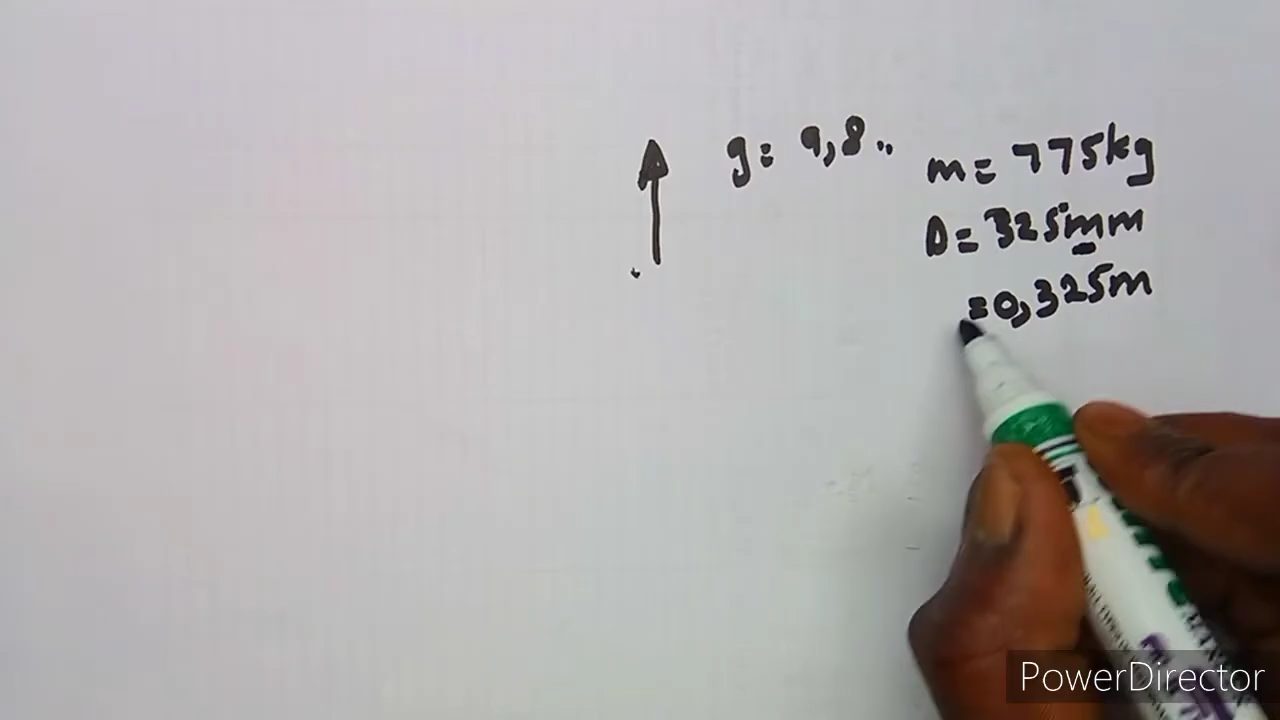 g= 9,8..
m= 775kg
D= 325mm
=0,325m
PowerDirector